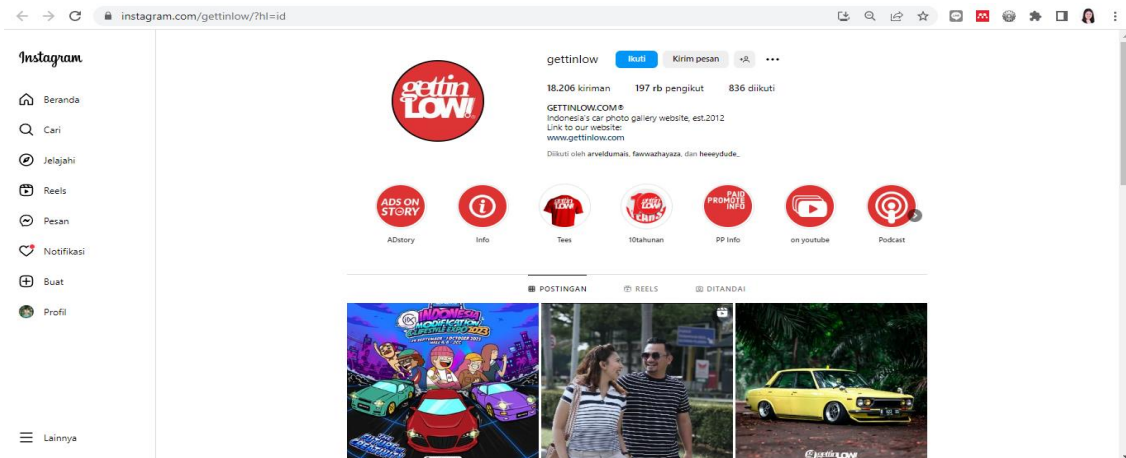 instagram.com/gettinlow/?hl=id
Instagram
Beranda
Cari
Jelajahi
Reels
Pesan
Notifikasi
Buat
Profil
Lainnya
gettin LOW!
gettinlow Ikuti Kirim pesan
18.206 kiriman 197 rb pengikut 836 diikuti
GETTINLOW.COM®
Indonesia's car photo gallery website, est.2012
Link to our website:
www.gettinlow.com
Diikuti oleh arveldumais, fawwazhayaza, dan heeeydude_
ADS ON
STORY
PAID
PROMOTE
INFO
ADstory Info Tees 10tahunan PP Info on youtube Podcast
POSTINGAN REELS DITANDAI
INDONESIA
MODIFICATION
& LIFESTYLE EXPO 2023
gettinLOW